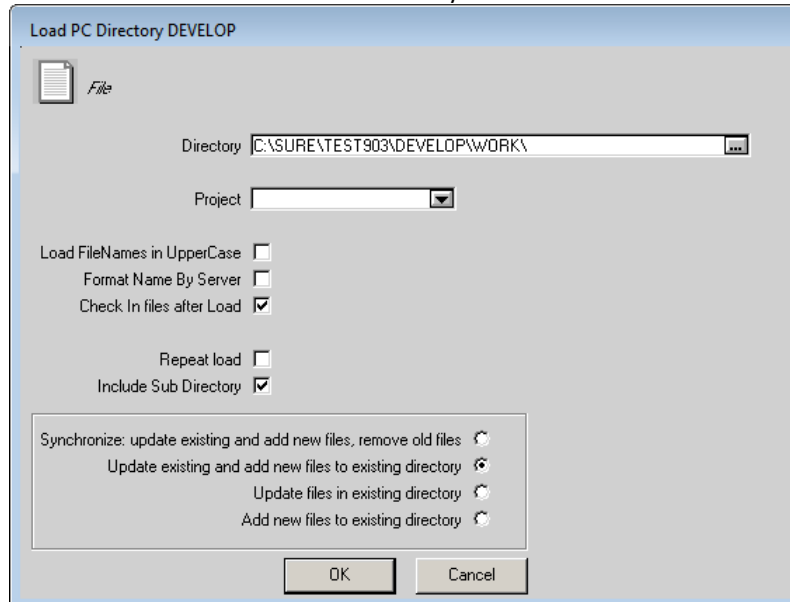 Load PC Directory DEVELOP
File
Directory C:\SURE\TEST903\DEVELOP\WORK\ ...
Project
Load FileNames in UpperCase
Format Name By Server
Check In files after Load
Repeat load
Include Sub Directory
Synchronize: update existing and add new files, remove old files
Update existing and add new files to existing directory
Update files in existing directory
Add new files to existing directory
OK Cancel